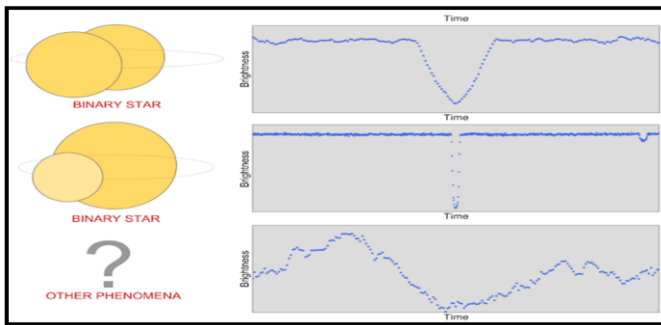 Time
Brightness
BINARY STAR
Time
Brightness
BINARY STAR
Time
?
Brightness
OTHER PHENOMENA
Time